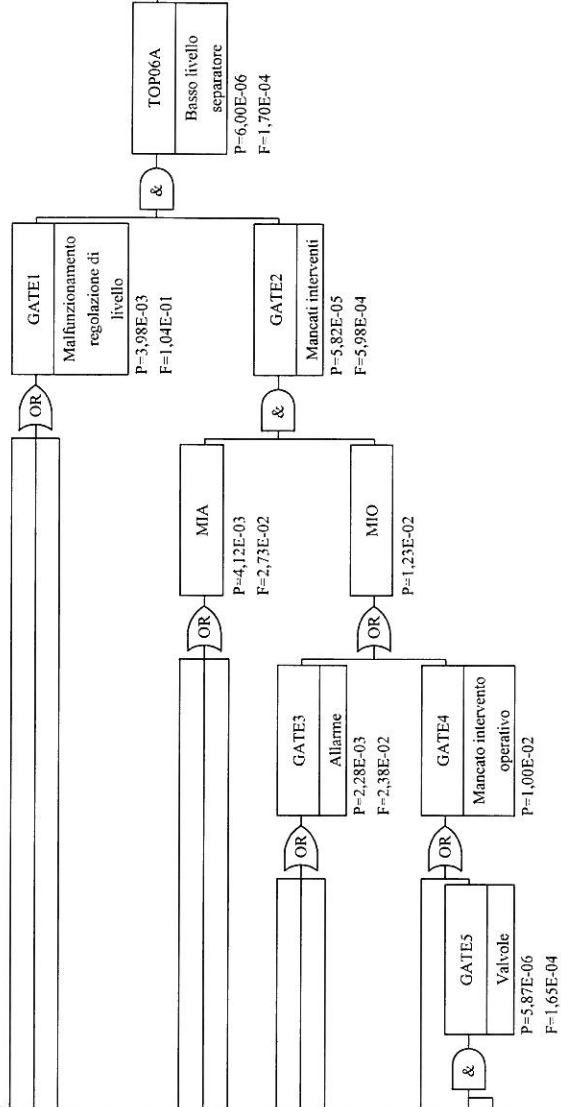 TOP06A
Basso livello
separatore
P=6,00E-06
F=1,70E-04
&
GATE1
Malfunzionamento
regolazione di
livello
P=3,98E-03
F=1,04E-01
OR
GATE2
Mancati interventi
P=5,82E-05
F=5,98E-04
&
MIA
P=4,12E-03
F=2,73E-02
OR
MIO
P=1,23E-02
OR
GATE3
Allarme
P=2,28E-03
F=2,38E-02
OR
GATE4
Mancato intervento
operativo
P=1,00E-02
OR
GATE5
Valvole
P=5,87E-06
F=1,65E-04
&